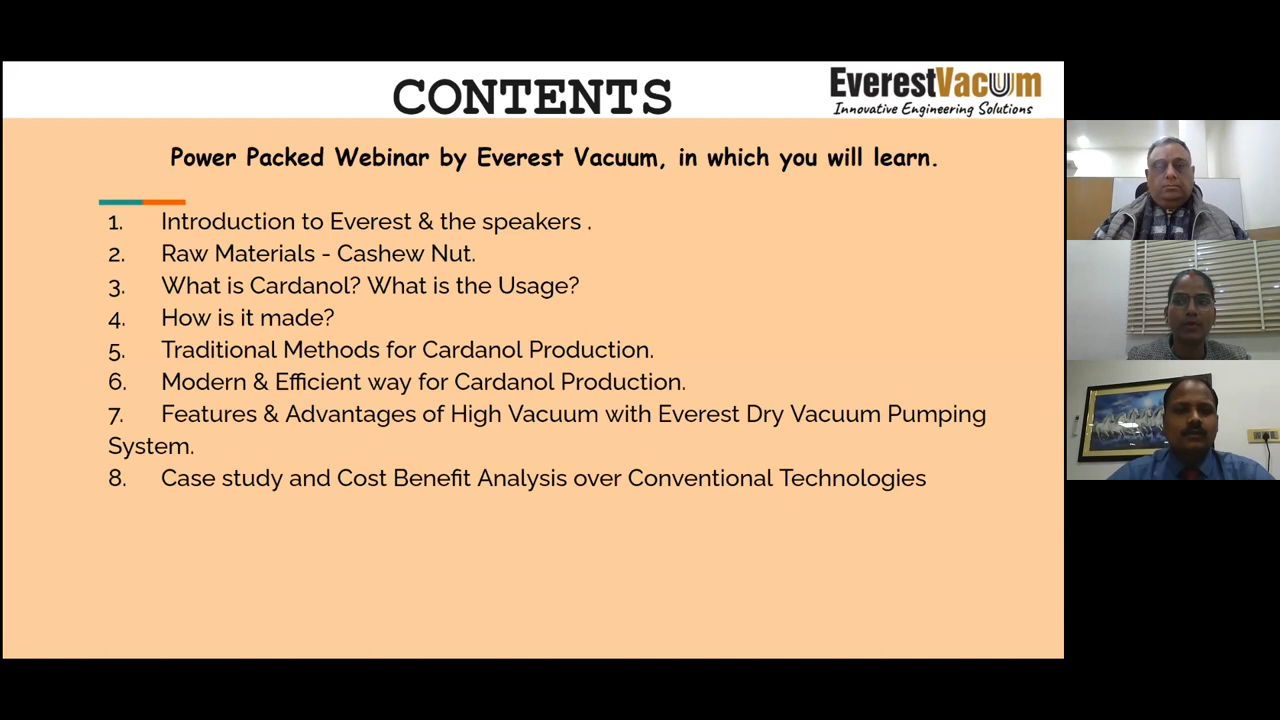 CONTENTS
EverestVacuum
Innovative Engineering Solutions
Power Packed Webinar by Everest Vacuum, in which you will learn.
1. Introduction to Everest & the speakers .
2. Raw Materials - Cashew Nut.
3. What is Cardanol? What is the Usage?
4. How is it made?
5. Traditional Methods for Cardanol Production.
6. Modern & Efficient way for Cardanol Production.
7. Features & Advantages of High Vacuum with Everest Dry Vacuum Pumping
System.
8. Case study and Cost Benefit Analysis over Conventional Technologies